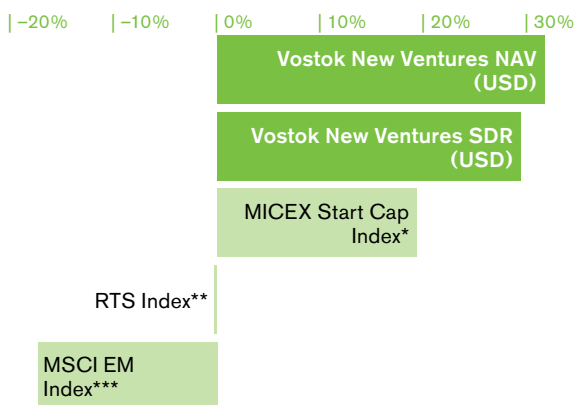 |–20% |–10% |0% |10% |20% |30%
Vostok New Ventures NAV
(USD)
Vostok New Ventures SDR
(USD)
MICEX Start Cap
Index*
RTS Index**
MSCI EM
Index***